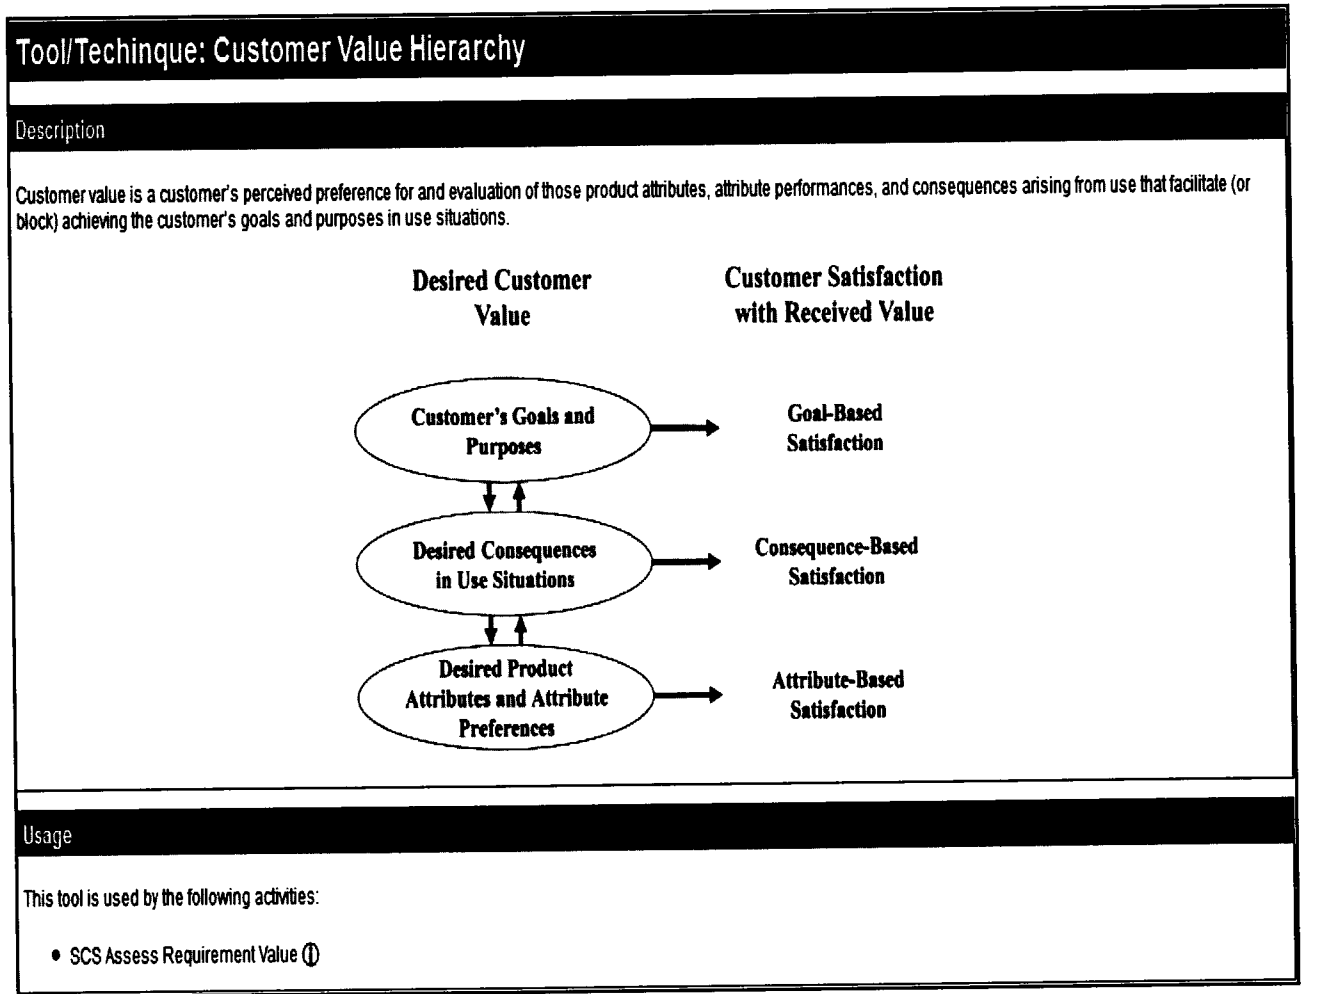 Tool/Techinque: Customer Value Hierarchy
Description
Customer value is a customer's perceived preference for and evaluation of those product attributes, attribute performances, and consequences arising from use that facilitate (or
block) achieving the customer's goals and purposes in use situations.
Desired Customer
Value
Customer Satisfaction
with Received Value
Customer's Goals and
Purposes
Goal-Based
Satisfaction
Desired Consequences
in Use Situations
Consequence-Based
Satisfaction
Desired Product
Attributes and Attribute
Preferences
Attribute-Based
Satisfaction
Usage
This tool is used by the following activities:
• SCS Assess Requirement Value